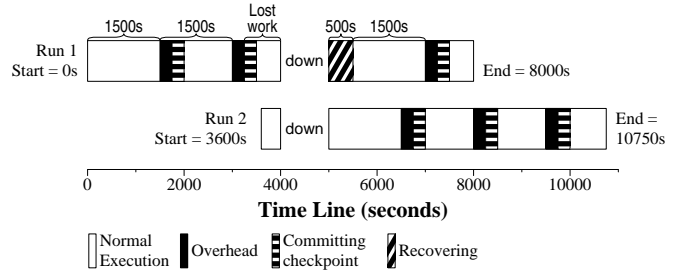 Lost
1500s 1500s work 500s 1500s
Run 1
Start = 0s
down
End = 8000s
Run 2
Start = 3600s
down
End =
10750s
0 2000 4000 6000 8000 10000
Time Line (seconds)
Normal
Execution
Overhead
Committing
checkpoint
Recovering